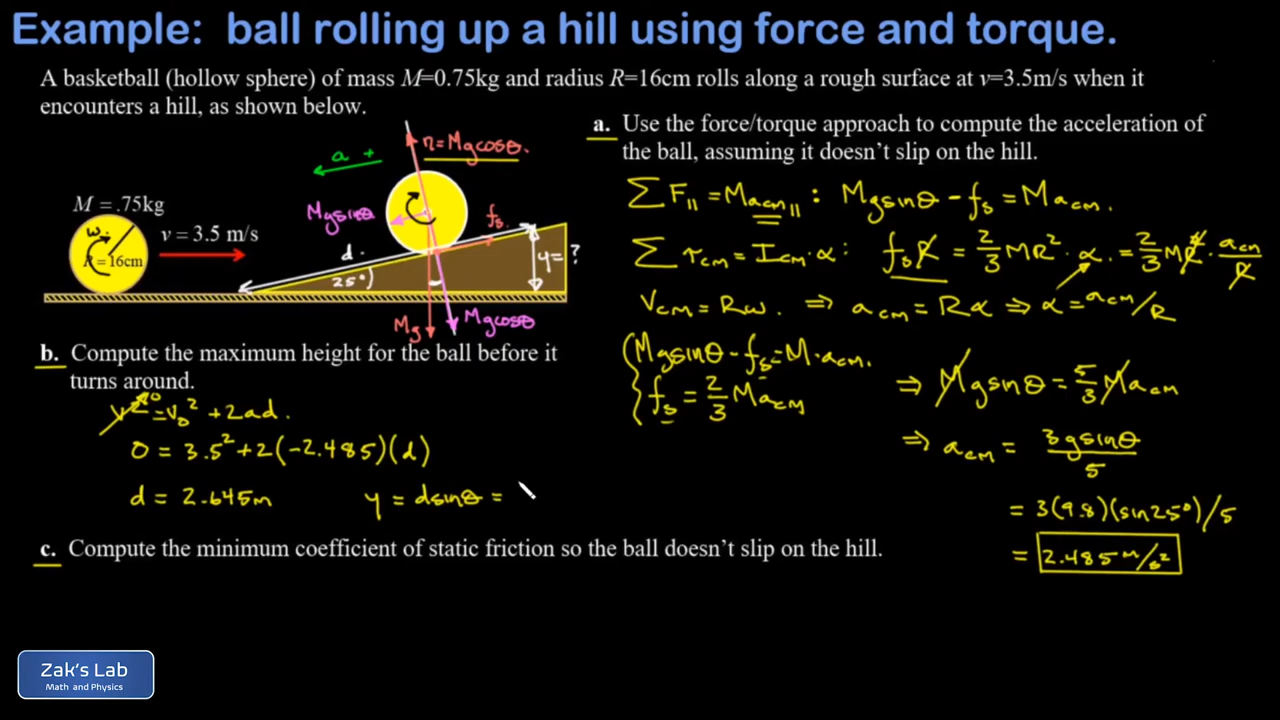 Example: ball rolling up a hill using force and torque.
A basketball (hollow sphere) of mass M=0.75kg and radius R=16cm rolls along a rough surface at v=3.5m/s when it
encounters a hill, as shown below.
a +
n=Mgcosθ.
M = .75kg
ω.
R = 16cm
v = 3.5 m/s
Mgsinθ
fs
d.
25°
y= ?
Mg
Mgcosθ
a. Use the force/torque approach to compute the acceleration of
the ball, assuming it doesn't slip on the hill.
ΣF∥ = Macm∥ : Mgsinθ - fs = Macm.
Στcm = Icm·α : fsR = 2/3 MR²·α = 2/3 MR²·acm/R
Vcm = Rω. ⇒ acm = Rα ⇒ α = acm/R
Mgsinθ - fs = M·acm.
fs = 2/3 Macm
⇒ Mgsinθ = 5/3 Macm
⇒ acm = 3gsinθ/5
= 3(9.8)(sin25°)/5
= 2.485 m/s²
b. Compute the maximum height for the ball before it
turns around.
v² = v0² + 2ad.
0 = 3.5² + 2(-2.485)(d)
d = 2.645m
y = dsinθ =
c. Compute the minimum coefficient of static friction so the ball doesn't slip on the hill.
Zak's Lab
Math and Physics